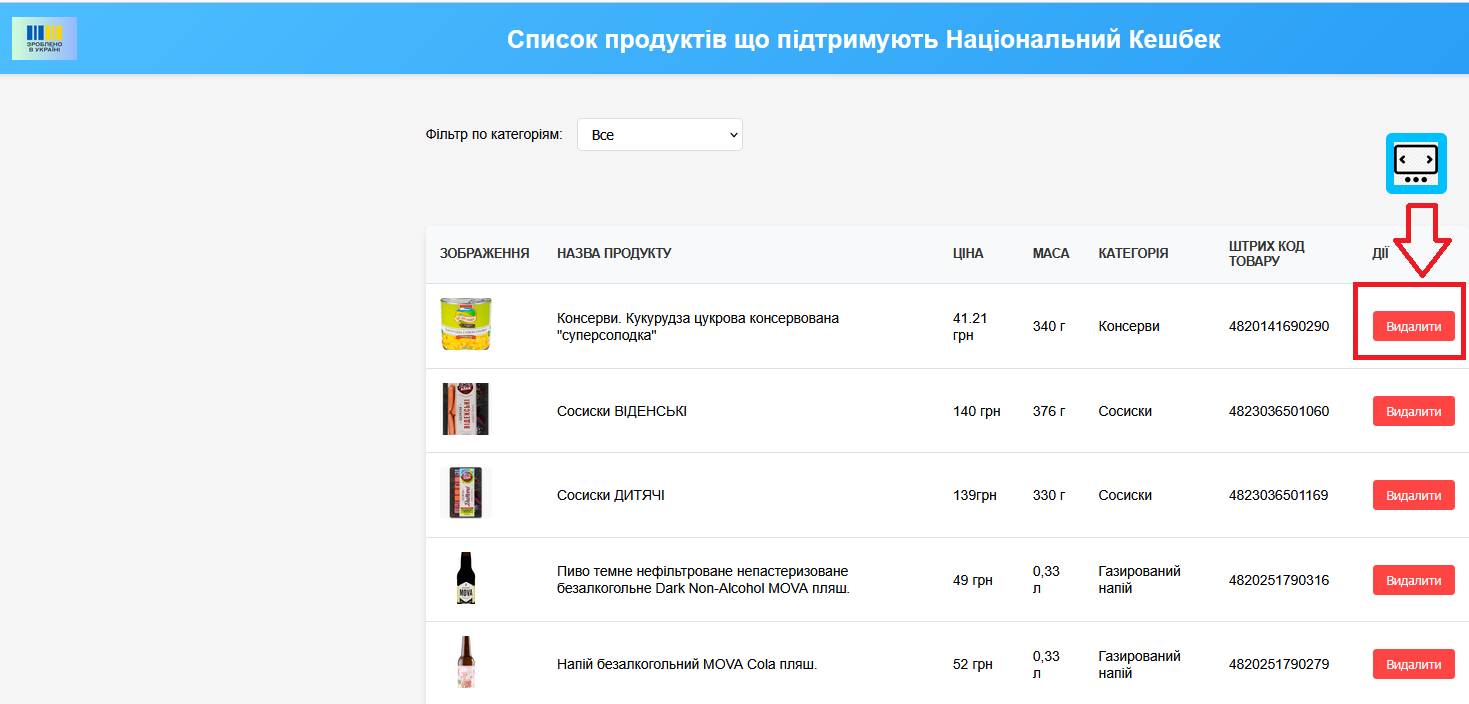 ЗРОБЛЕНО
В УКРАЇНІ
Список продуктів що підтримують Національний Кешбек
Фільтр по категоріям: Все
ЗОБРАЖЕННЯ НАЗВА ПРОДУКТУ ЦІНА МАСА КАТЕГОРІЯ ШТРИХ КОД
ТОВАРУ ДІЇ
Консерви. Кукурудза цукрова консервована
"суперсолодка" 41.21
грн 340 г Консерви 4820141690290 Видалити
ВІДЕНСЬКІ
Сосиски ВІДЕНСЬКІ 140 грн 376 г Сосиски 4823036501060 Видалити
Сосиски ДИТЯЧІ 139грн 330 г Сосиски 4823036501169 Видалити
MOVA
Пиво темне нефільтроване непастеризоване
безалкогольне Dark Non-Alcohol MOVA пляш. 49 грн 0,33
л Газирований
напій 4820251790316 Видалити
Напій безалкогольний MOVA Cola пляш. 52 грн 0,33
л Газирований
напій 4820251790279 Видалити